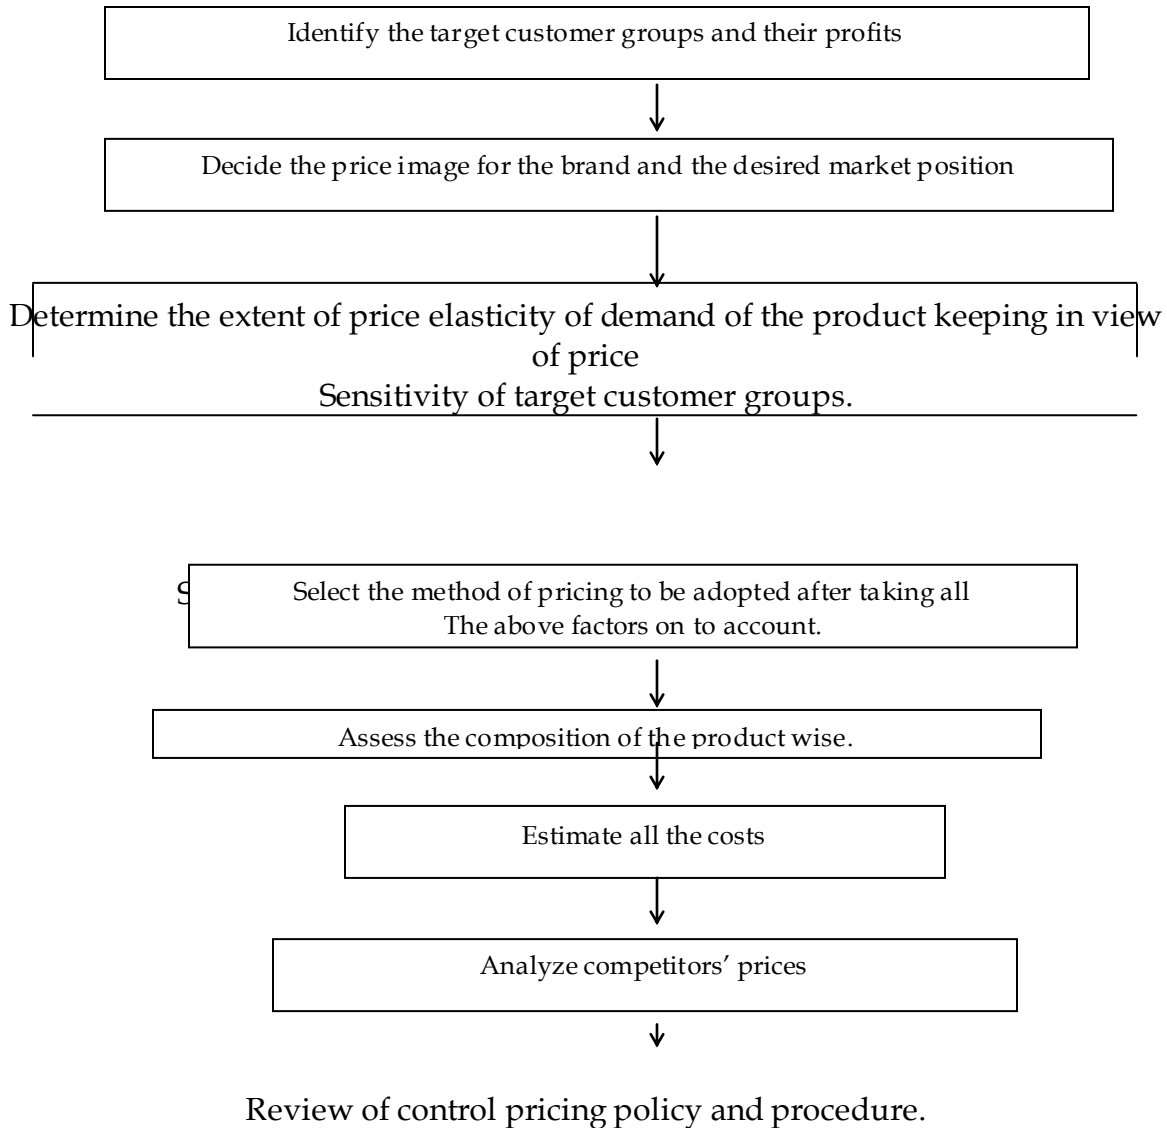 Identify the target customer groups and their profits
Decide the price image for the brand and the desired market position
Determine the extent of price elasticity of demand of the product keeping in view
of price
Sensitivity of target customer groups.
S
Select the method of pricing to be adopted after taking all
The above factors on to account.
Assess the composition of the product wise.
Estimate all the costs
Analyze competitors’ prices
Review of control pricing policy and procedure.